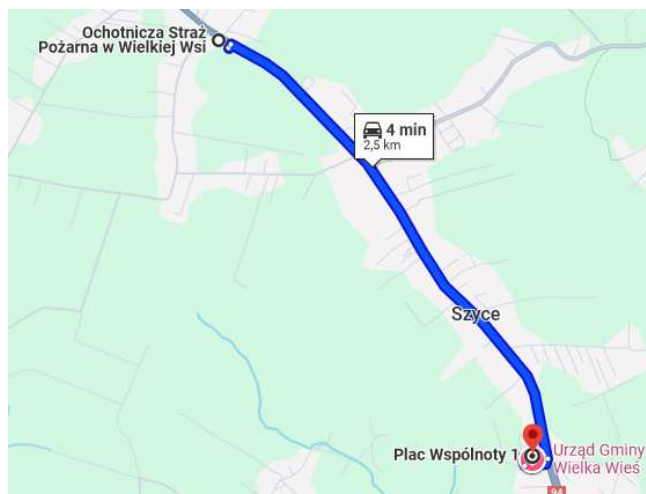 Ochotnicza Straż
Pożarna w Wielkiej Wsi
4 min
2,5 km
Szyce
Plac Wspólnoty 1
Urząd Gminy
Wielka Wieś
94